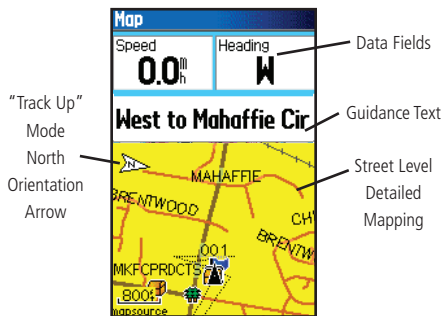 Map
Speed
Heading
0.0 m h
W
West to Mahaffie Cir
Data Fields
Guidance Text
Street Level
Detailed
Mapping
"Track Up"
Mode
North
Orientation
Arrow
N
MAHAFFIE
BRENTWOOD
CH
BRENTW
001
MKFCPRDCTS
800
mapsource